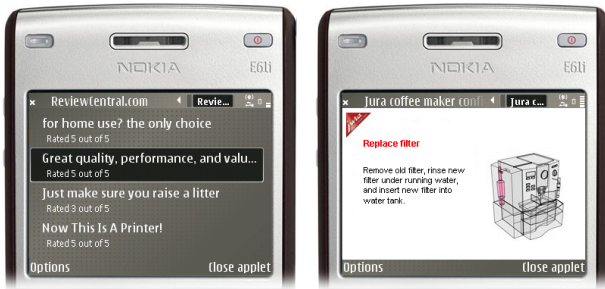 NOKIA
E61i
ReviewCentral.com
Revie...
for home use? the only choice
Rated 5 out of 5
Great quality, performance, and valu...
Rated 5 out of 5
Just make sure you raise a litter
Rated 3 out of 5
Now This Is A Printer!
Rated 5 out of 5
Options
Close applet
NOKIA
E61i
Jura coffee maker confi
Jura c...
Replace filter
Remove old filter, rinse new
filter under running water,
and insert new filter into
water tank.
Options
Close applet